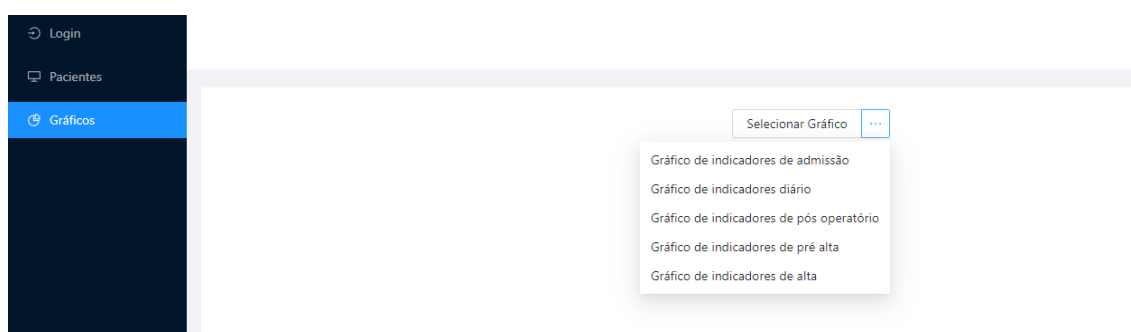 Login
Pacientes
Gráficos
Selecionar Gráfico ···
Gráfico de indicadores de admissão
Gráfico de indicadores diário
Gráfico de indicadores de pós operatório
Gráfico de indicadores de pré alta
Gráfico de indicadores de alta